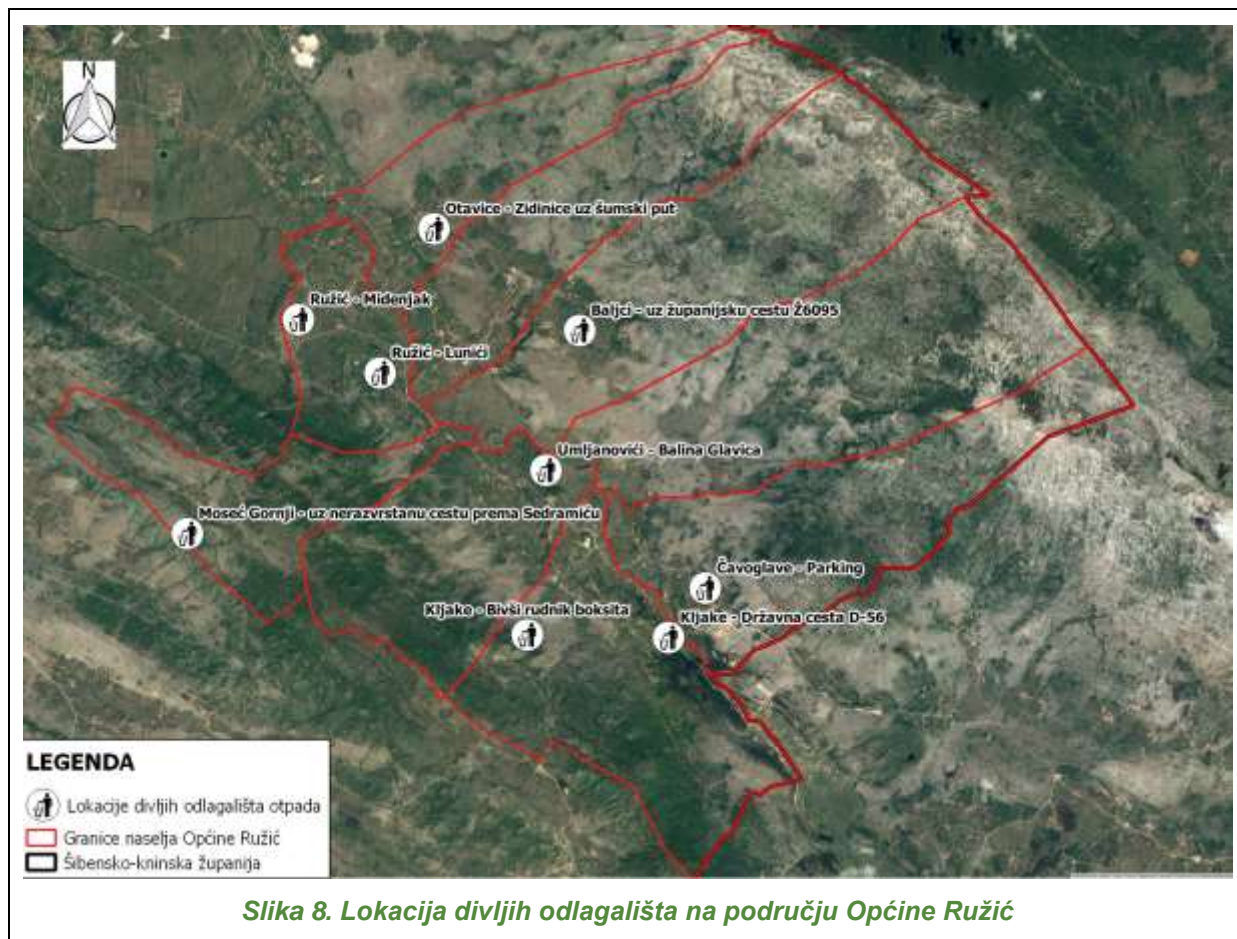 N
Otavice - Zidinice uz šumski put
Ružić - Midenjak
Baljci - uz županijsku cestu Ž6095
Ružić - Lunići
Umljanovići - Balina Glavica
Moseć Gornji - uz nerazvrstanu cestu prema Sedramiću
Čavoglave - Parking
Kljake - Bivši rudnik boksita
Kljake - Državna cesta D-56
LEGENDA
Lokacije divljih odlagališta otpada
Granice naselja Općine Ružić
Šibensko-kninska županija
Slika 8. Lokacija divljih odlagališta na području Općine Ružić